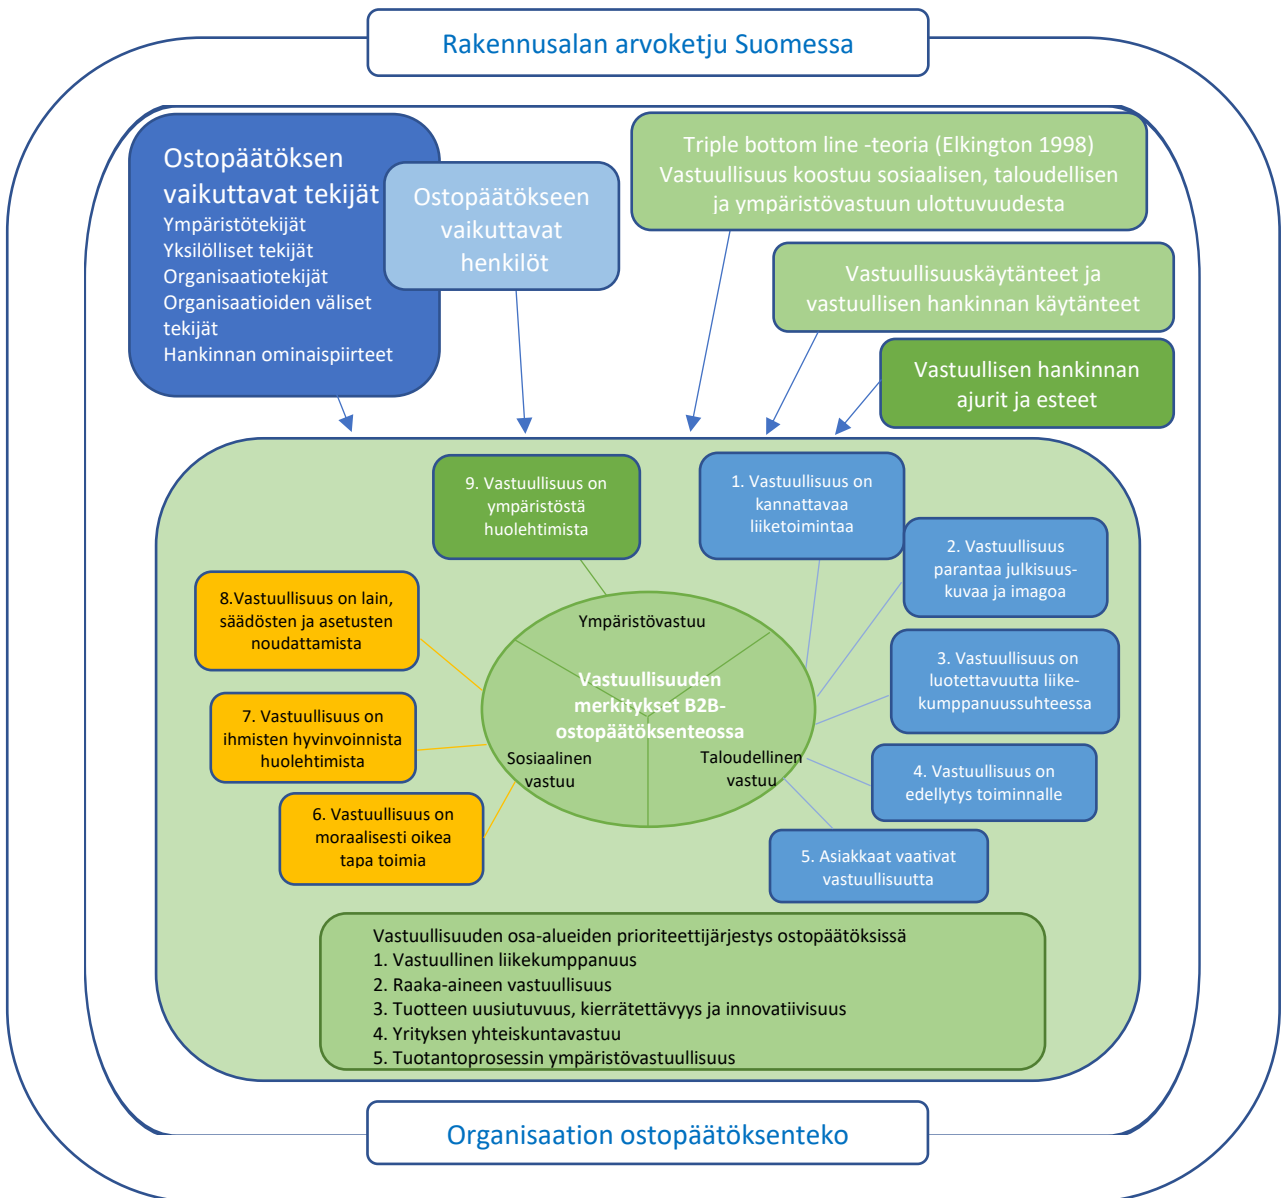 Rakennusalan arvoketju Suomessa
Ostopäätöksen
vaikuttavat tekijät
Ympäristötekijät
Yksilölliset tekijät
Organisaatiotekijät
Organisaatioiden väliset
tekijät
Hankinnan ominaispiirteet
Ostopäätökseen
vaikuttavat
henkilöt
Triple bottom line -teoria (Elkington 1998)
Vastuullisuus koostuu sosiaalisen, taloudellisen
ja ympäristövastuun ulottuvuudesta
Vastuullisuuskäytänteet ja
vastuullisen hankinnan käytänteet
Vastuullisen hankinnan
ajurit ja esteet
9. Vastuullisuus on
ympäristöstä
huolehtimista
1. Vastuullisuus on
kannattavaa
liiketoimintaa
2. Vastuullisuus
parantaa julkisuus-
kuvaa ja imagoa
3. Vastuullisuus on
luotettavuutta liike-
kumppanuussuhteessa
4. Vastuullisuus on
edellytys toiminnalle
5. Asiakkaat vaativat
vastuullisuutta
6. Vastuullisuus on
moraalisesti oikea
tapa toimia
7. Vastuullisuus on
ihmisten hyvinvoinnista
huolehtimista
8.Vastuullisuus on lain,
säädösten ja asetusten
noudattamista
Ympäristövastuu
Vastuullisuuden
merkitykset B2B-
ostopäätöksenteossa
Sosiaalinen
vastuu
Taloudellinen
vastuu
Vastuullisuuden osa-alueiden prioriteettijärjestys ostopäätöksissä
1. Vastuullinen liikekumppanuus
2. Raaka-aineen vastuullisuus
3. Tuotteen uusiutuvuus, kierrätettävyys ja innovatiivisuus
4. Yrityksen yhteiskuntavastuu
5. Tuotantoprosessin ympäristövastuullisuus
Organisaation ostopäätöksenteko